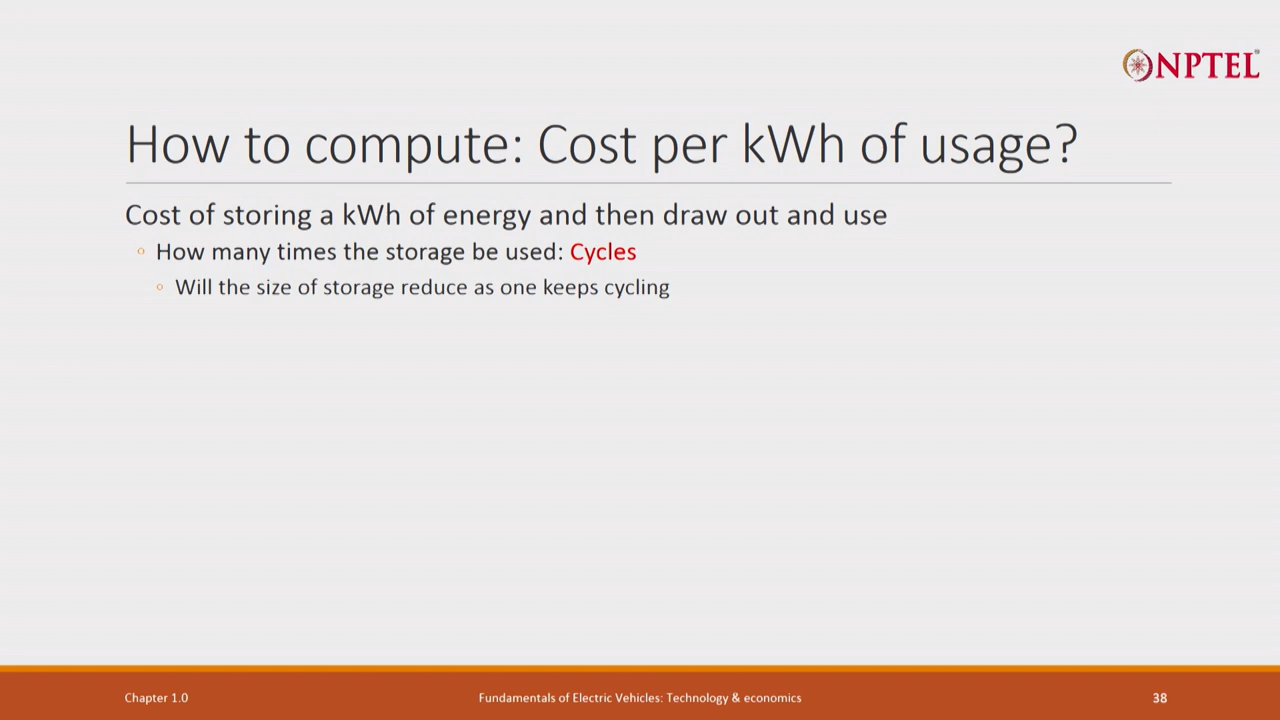 NPTEL
How to compute: Cost per kWh of usage?
Cost of storing a kWh of energy and then draw out and use
◦ How many times the storage be used: Cycles
◦ Will the size of storage reduce as one keeps cycling
Chapter 1.0
Fundamentals of Electric Vehicles: Technology & economics
38